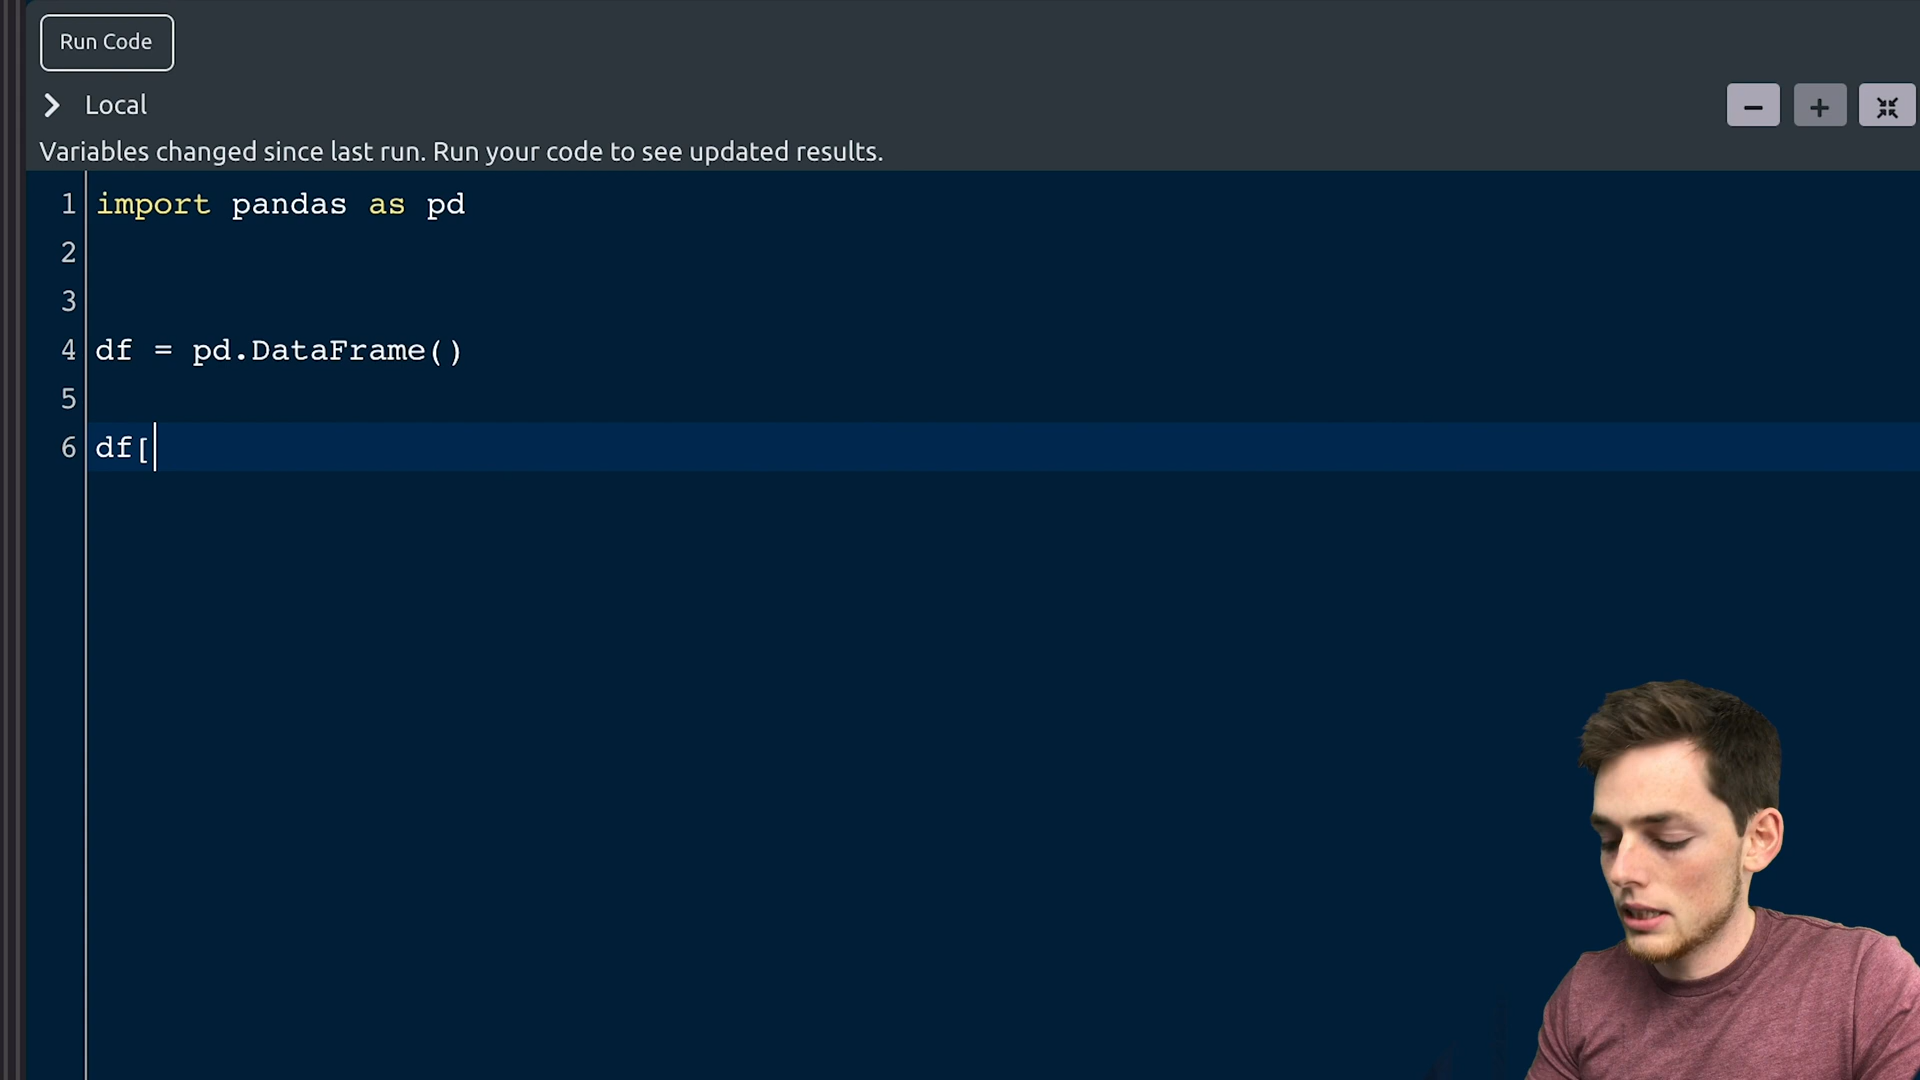 Run Code
Local
Variables changed since last run. Run your code to see updated results.
1 import pandas as pd
2
3
4 df = pd.DataFrame()
5
6 df[